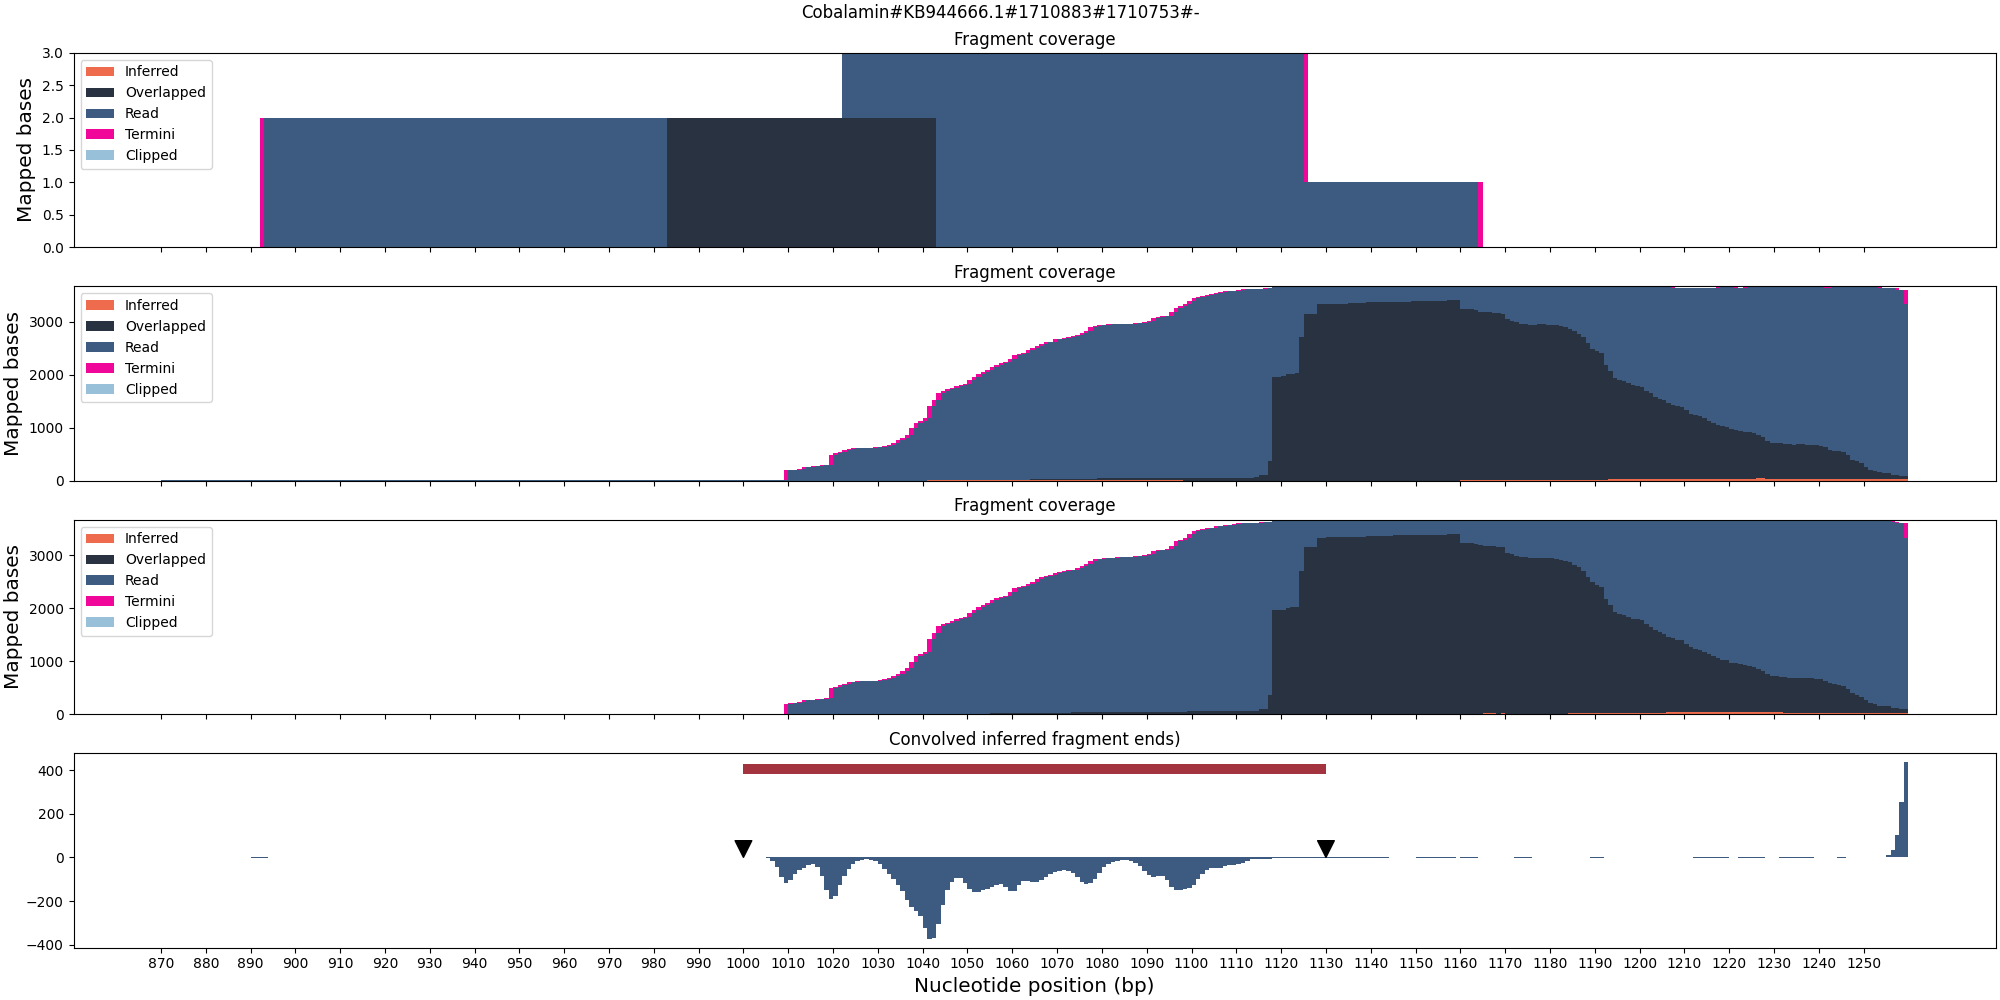 Cobalamin#KB944666.1#1710883#1710753#-
Fragment coverage
Mapped bases
3.0
2.5
2.0
1.5
1.0
0.5
0.0
Inferred
Overlapped
Read
Termini
Clipped
Fragment coverage
Mapped bases
3000
2000
1000
0
Inferred
Overlapped
Read
Termini
Clipped
Fragment coverage
Mapped bases
3000
2000
1000
0
Inferred
Overlapped
Read
Termini
Clipped
Convolved inferred fragment ends)
400
200
0
−200
−400
870 880 890 900 910 920 930 940 950 960 970 980 990 1000 1010 1020 1030 1040 1050 1060 1070 1080 1090 1100 1110 1120 1130 1140 1150 1160 1170 1180 1190 1200 1210 1220 1230 1240 1250
Nucleotide position (bp)